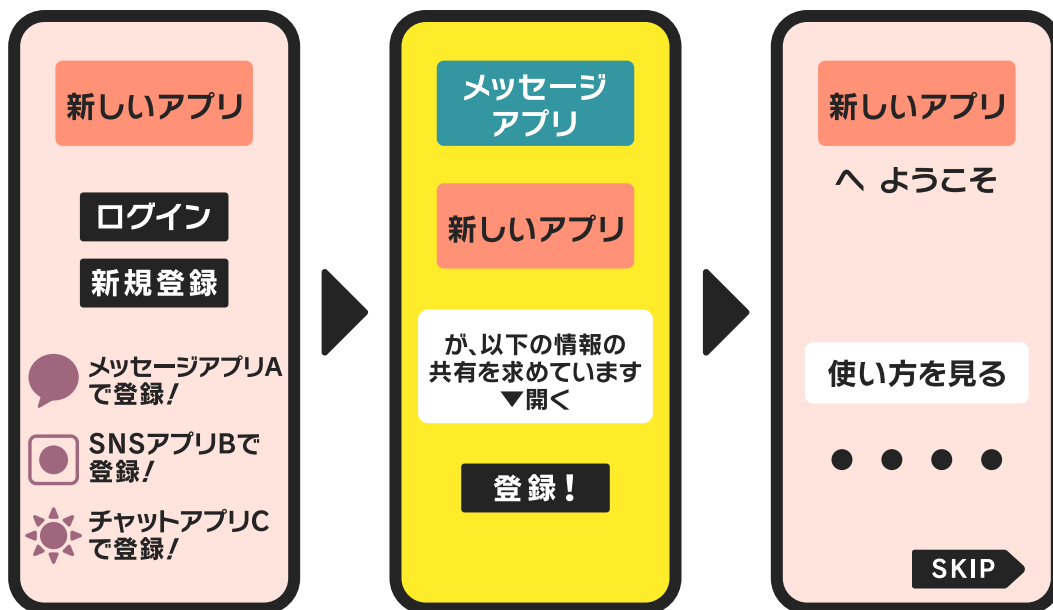 新しいアプリ
ログイン
新規登録
メッセージアプリA
で登録!
SNSアプリBで
登録!
チャットアプリC
で登録!
メッセージ
アプリ
新しいアプリ
が、以下の情報の
共有を求めています
▼開く
登録!
新しいアプリ
へ ようこそ
使い方を見る
SKIP